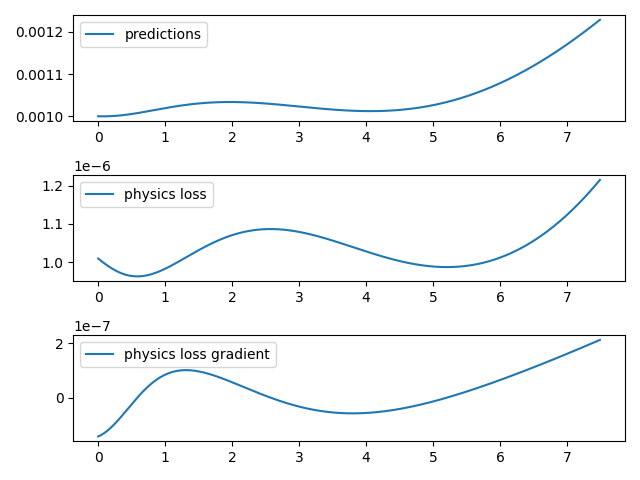 0.0012
0.0011
0.0010
predictions
0 1 2 3 4 5 6 7
1e−6
1.2
1.1
1.0
physics loss
0 1 2 3 4 5 6 7
1e−7
2
0
physics loss gradient
0 1 2 3 4 5 6 7